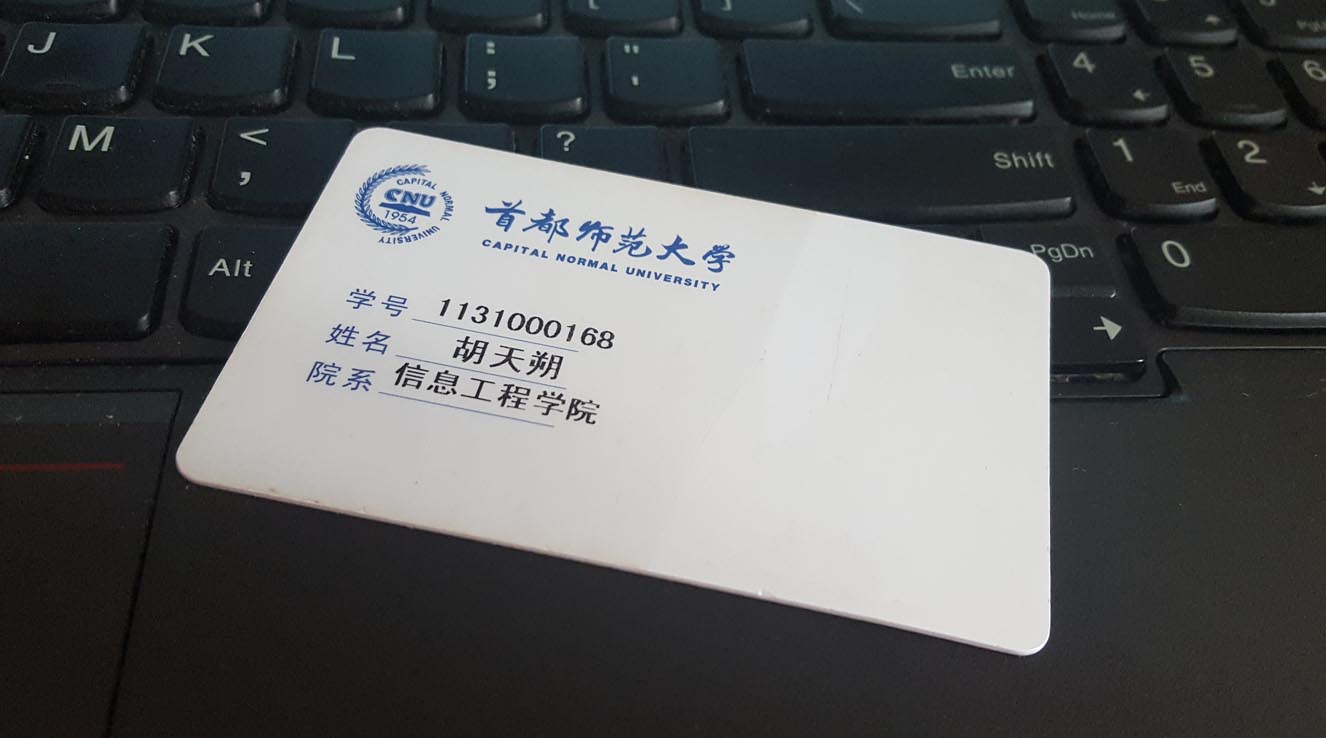 J K L : ; " ' Enter Home 4 5 6
M < , ? Shift 1 End 2
Alt PgDn 0
CAPITAL NORMAL UNIVERSITY
CNU
1954
首都师范大学
CAPITAL NORMAL UNIVERSITY
学号 1131000168
姓名 胡天朔
院系 信息工程学院